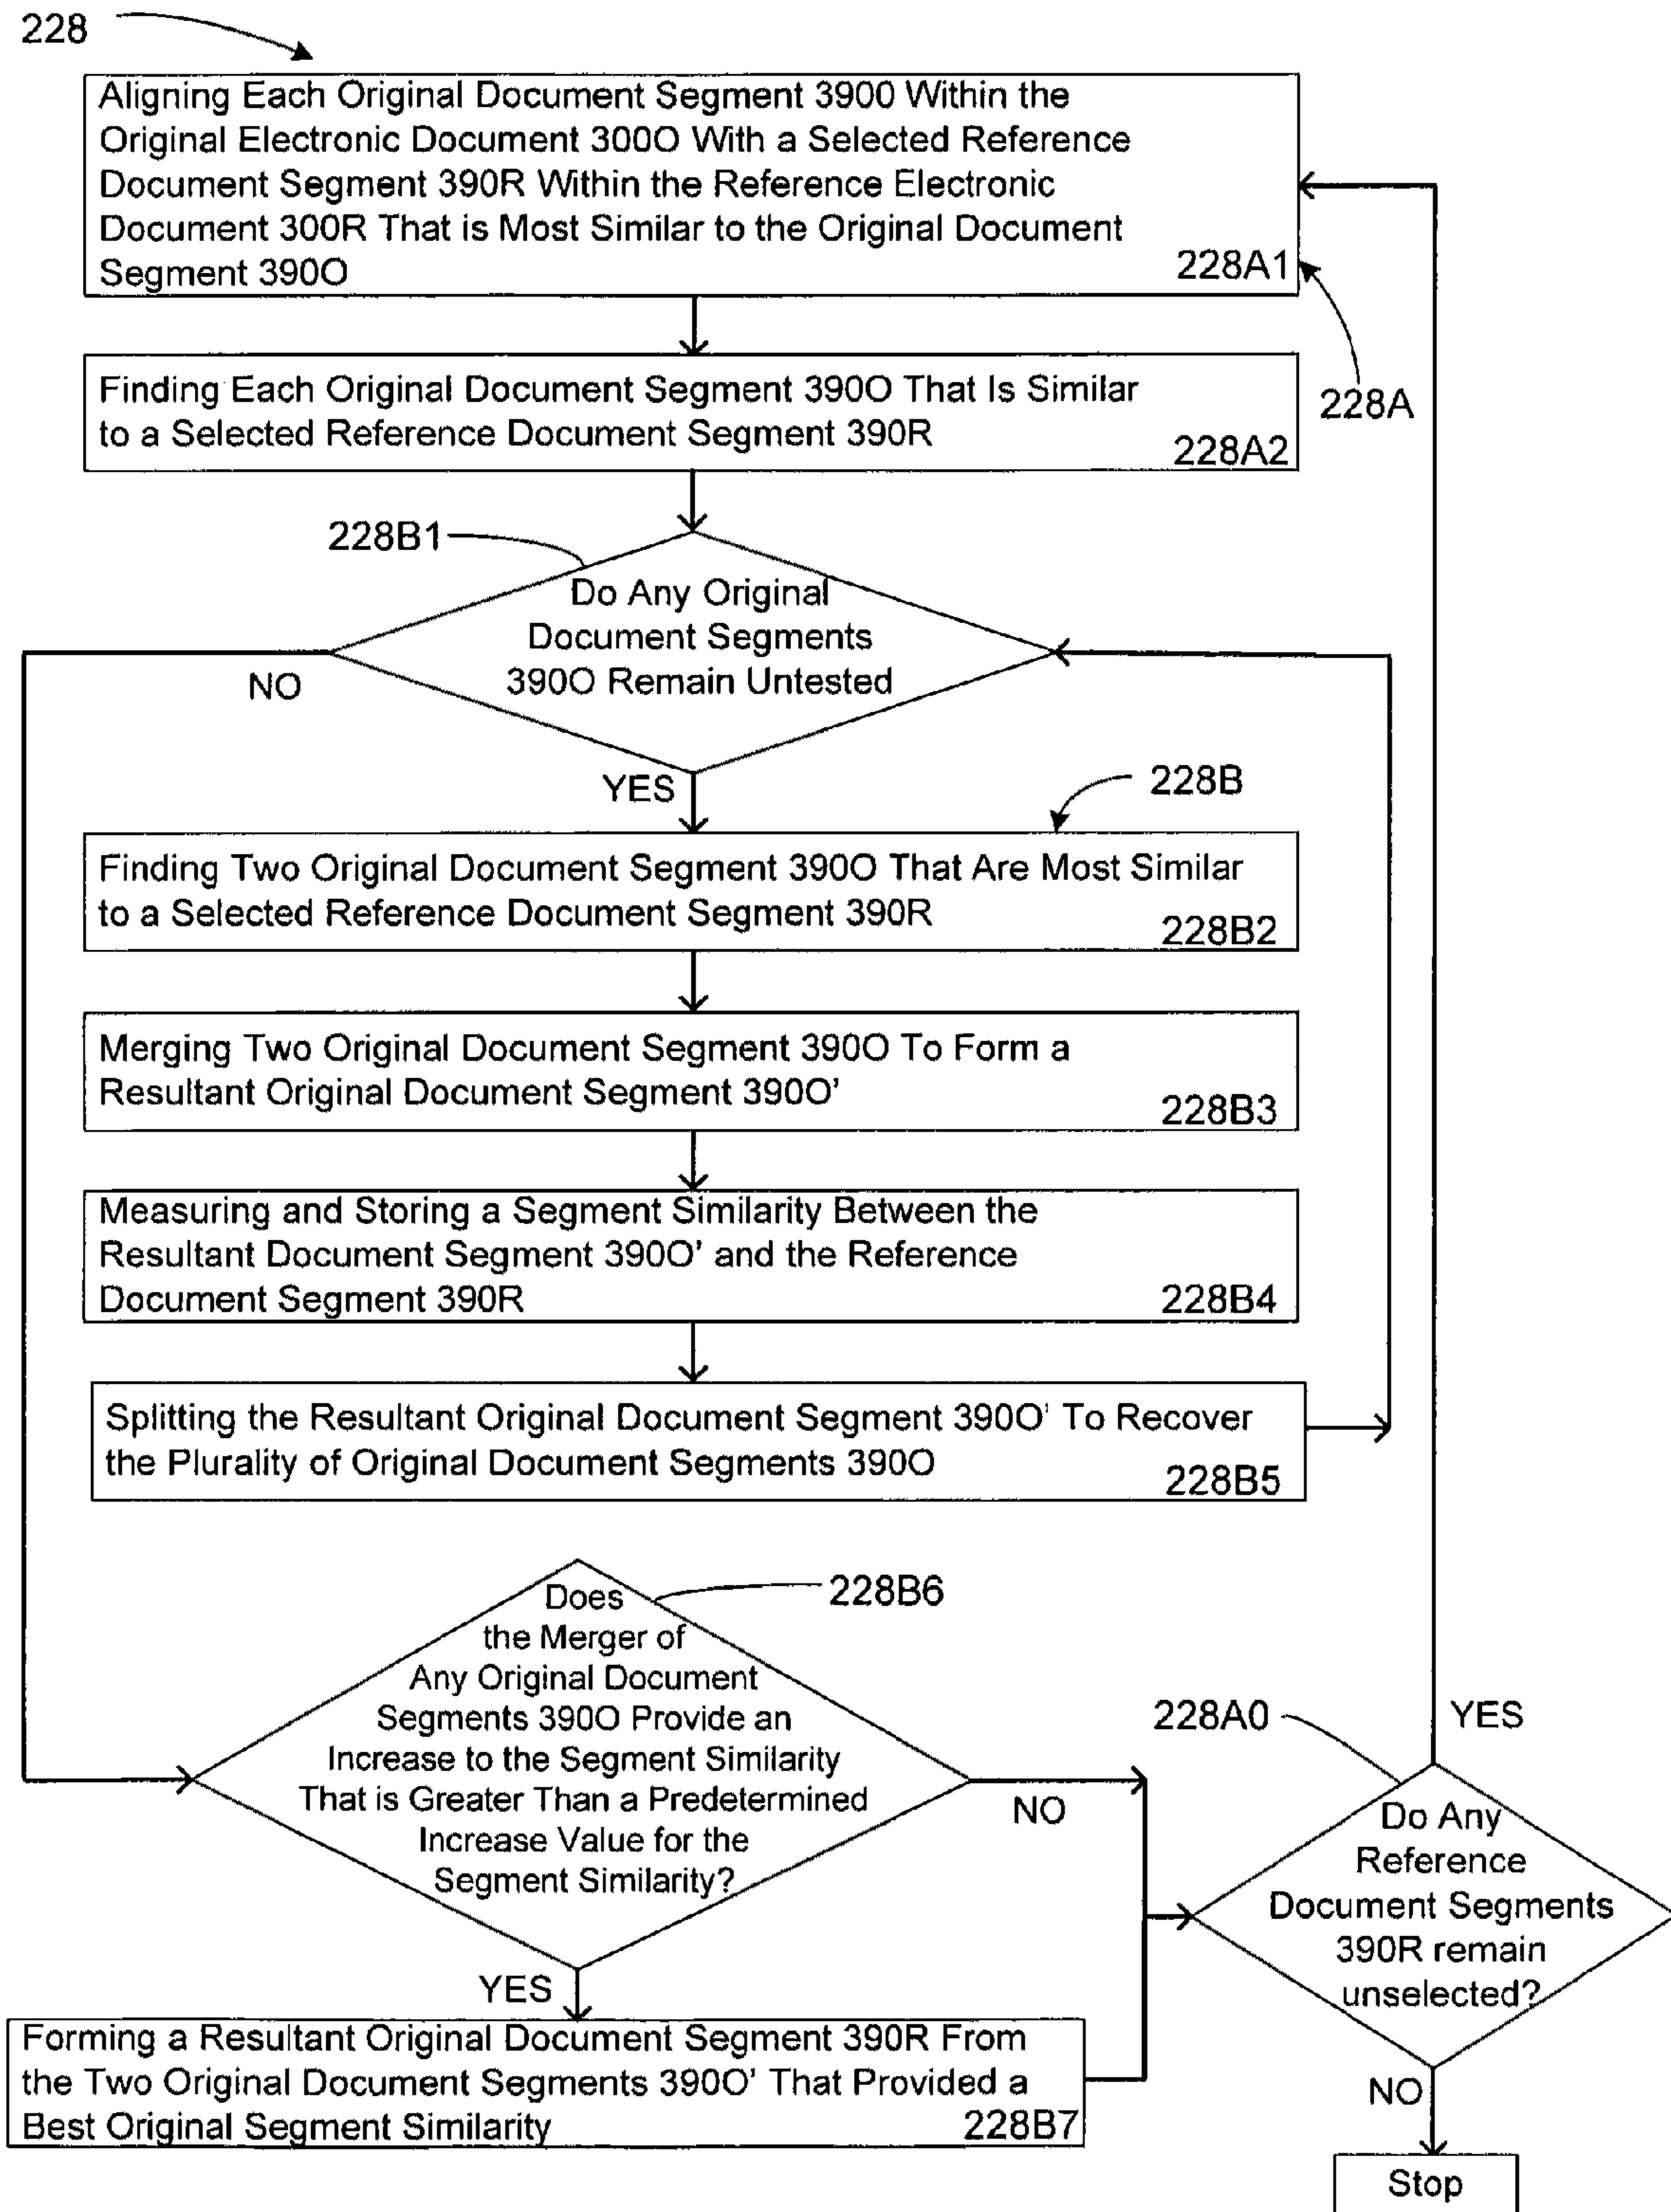 228
Aligning Each Original Document Segment 3900 Within the
Original Electronic Document 300O With a Selected Reference
Document Segment 390R Within the Reference Electronic
Document 300R That is Most Similar to the Original Document
Segment 390O
228A1
228A
Finding Each Original Document Segment 390O That Is Similar
to a Selected Reference Document Segment 390R
228A2
228B1
Do Any Original
Document Segments
390O Remain Untested
NO
YES
228B
Finding Two Original Document Segment 390O That Are Most Similar
to a Selected Reference Document Segment 390R
228B2
Merging Two Original Document Segment 390O To Form a
Resultant Original Document Segment 390O'
228B3
Measuring and Storing a Segment Similarity Between the
Resultant Document Segment 390O' and the Reference
Document Segment 390R
228B4
Splitting the Resultant Original Document Segment 390O' To Recover
the Plurality of Original Document Segments 390O
228B5
228B6
Does
the Merger of
Any Original Document
Segments 390O Provide an
Increase to the Segment Similarity
That is Greater Than a Predetermined
Increase Value for the
Segment Similarity?
NO
YES
Forming a Resultant Original Document Segment 390R From
the Two Original Document Segments 390O' That Provided a
Best Original Segment Similarity
228B7
228A0
YES
Do Any
Reference
Document Segments
390R remain
unselected?
NO
Stop